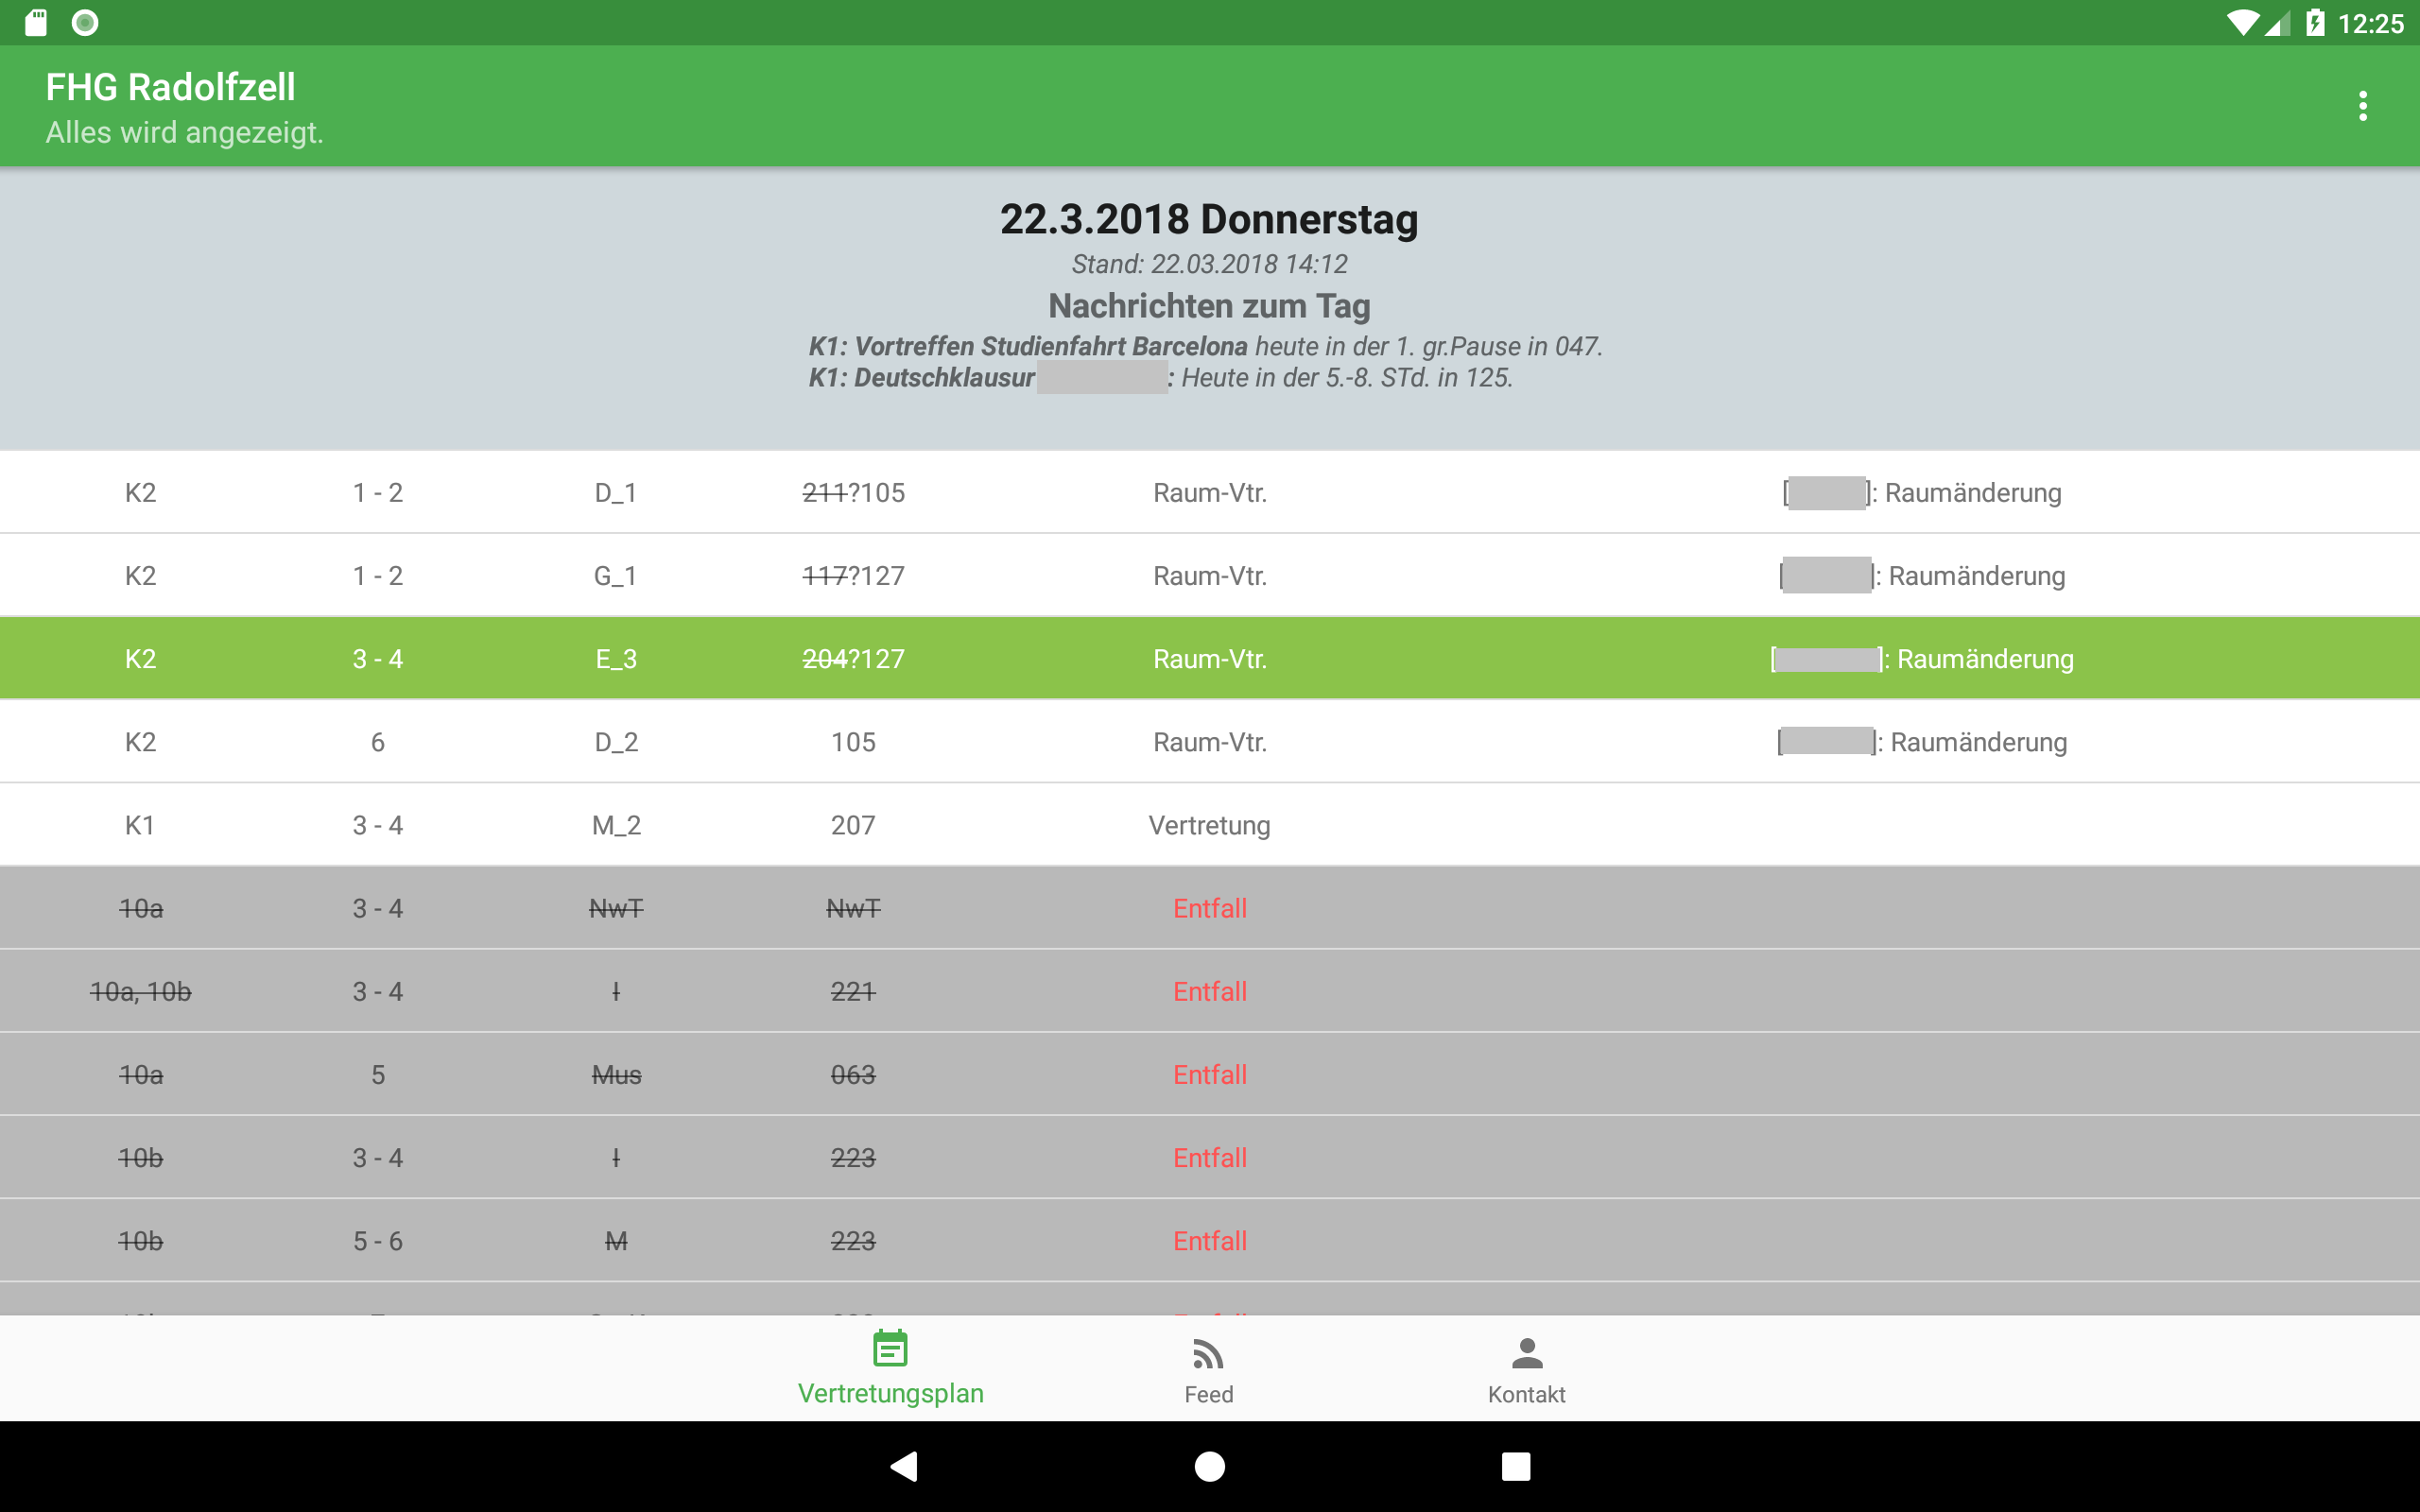 12:25
FHG Radolfzell
Alles wird angezeigt.
22.3.2018 Donnerstag
Stand: 22.03.2018 14:12
Nachrichten zum Tag
K1: Vortreffen Studienfahrt Barcelona heute in der 1. gr.Pause in 047.
K1: Deutschklausur : Heute in der 5.-8. STd. in 125.
K2 1 - 2 D_1 211?105 Raum-Vtr. [ ]: Raumänderung
K2 1 - 2 G_1 117?127 Raum-Vtr. [ ]: Raumänderung
K2 3 - 4 E_3 204?127 Raum-Vtr. [ ]: Raumänderung
K2 6 D_2 105 Raum-Vtr. [ ]: Raumänderung
K1 3 - 4 M_2 207 Vertretung
10a 3 - 4 NwT NwT Entfall
10a, 10b 3 - 4 I 221 Entfall
10a 5 Mus 063 Entfall
10b 3 - 4 I 223 Entfall
10b 5 - 6 M 223 Entfall
Vertretungsplan Feed Kontakt